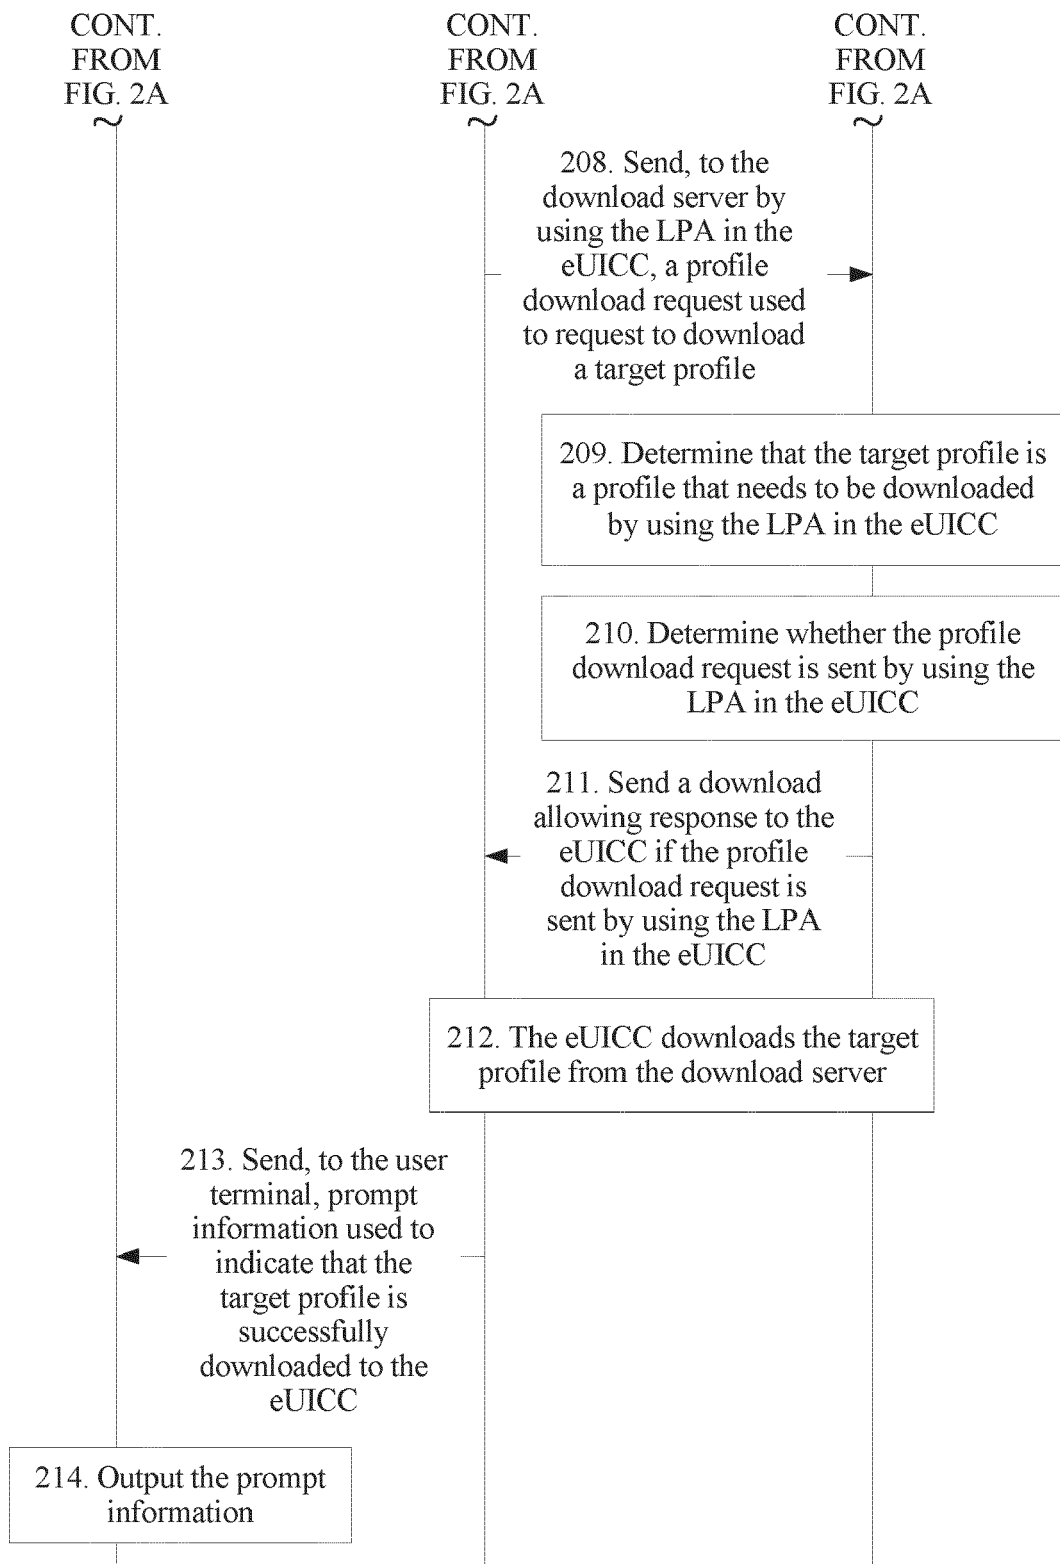 CONT.
FROM
FIG. 2A
CONT.
FROM
FIG. 2A
CONT.
FROM
FIG. 2A
208. Send, to the
download server by
using the LPA in the
eUICC, a profile
download request used
to request to download
a target profile
209. Determine that the target profile is
a profile that needs to be downloaded
by using the LPA in the eUICC
210. Determine whether the profile
download request is sent by using the
LPA in the eUICC
211. Send a download
allowing response to the
eUICC if the profile
download request is
sent by using the LPA
in the eUICC
212. The eUICC downloads the target
profile from the download server
213. Send, to the user
terminal, prompt
information used to
indicate that the
target profile is
successfully
downloaded to the
eUICC
214. Output the prompt
information